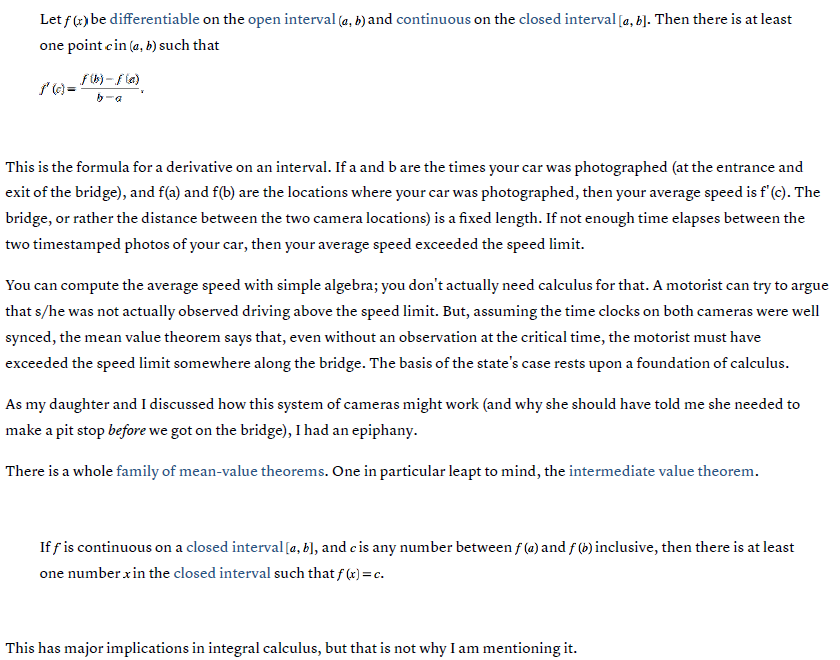 Let f (x) be differentiable on the open interval (a, b) and continuous on the closed interval [a, b]. Then there is at least
one point c in (a, b) such that
f' (c) = f (b) − f (a) / b − a .
This is the formula for a derivative on an interval. If a and b are the times your car was photographed (at the entrance and
exit of the bridge), and f(a) and f(b) are the locations where your car was photographed, then your average speed is f'(c). The
bridge, or rather the distance between the two camera locations) is a fixed length. If not enough time elapses between the
two timestamped photos of your car, then your average speed exceeded the speed limit.
You can compute the average speed with simple algebra; you don't actually need calculus for that. A motorist can try to argue
that s/he was not actually observed driving above the speed limit. But, assuming the time clocks on both cameras were well
synced, the mean value theorem says that, even without an observation at the critical time, the motorist must have
exceeded the speed limit somewhere along the bridge. The basis of the state's case rests upon a foundation of calculus.
As my daughter and I discussed how this system of cameras might work (and why she should have told me she needed to
make a pit stop before we got on the bridge), I had an epiphany.
There is a whole family of mean-value theorems. One in particular leapt to mind, the intermediate value theorem.
If f is continuous on a closed interval [a, b], and c is any number between f (a) and f (b) inclusive, then there is at least
one number x in the closed interval such that f (x) = c.
This has major implications in integral calculus, but that is not why I am mentioning it.